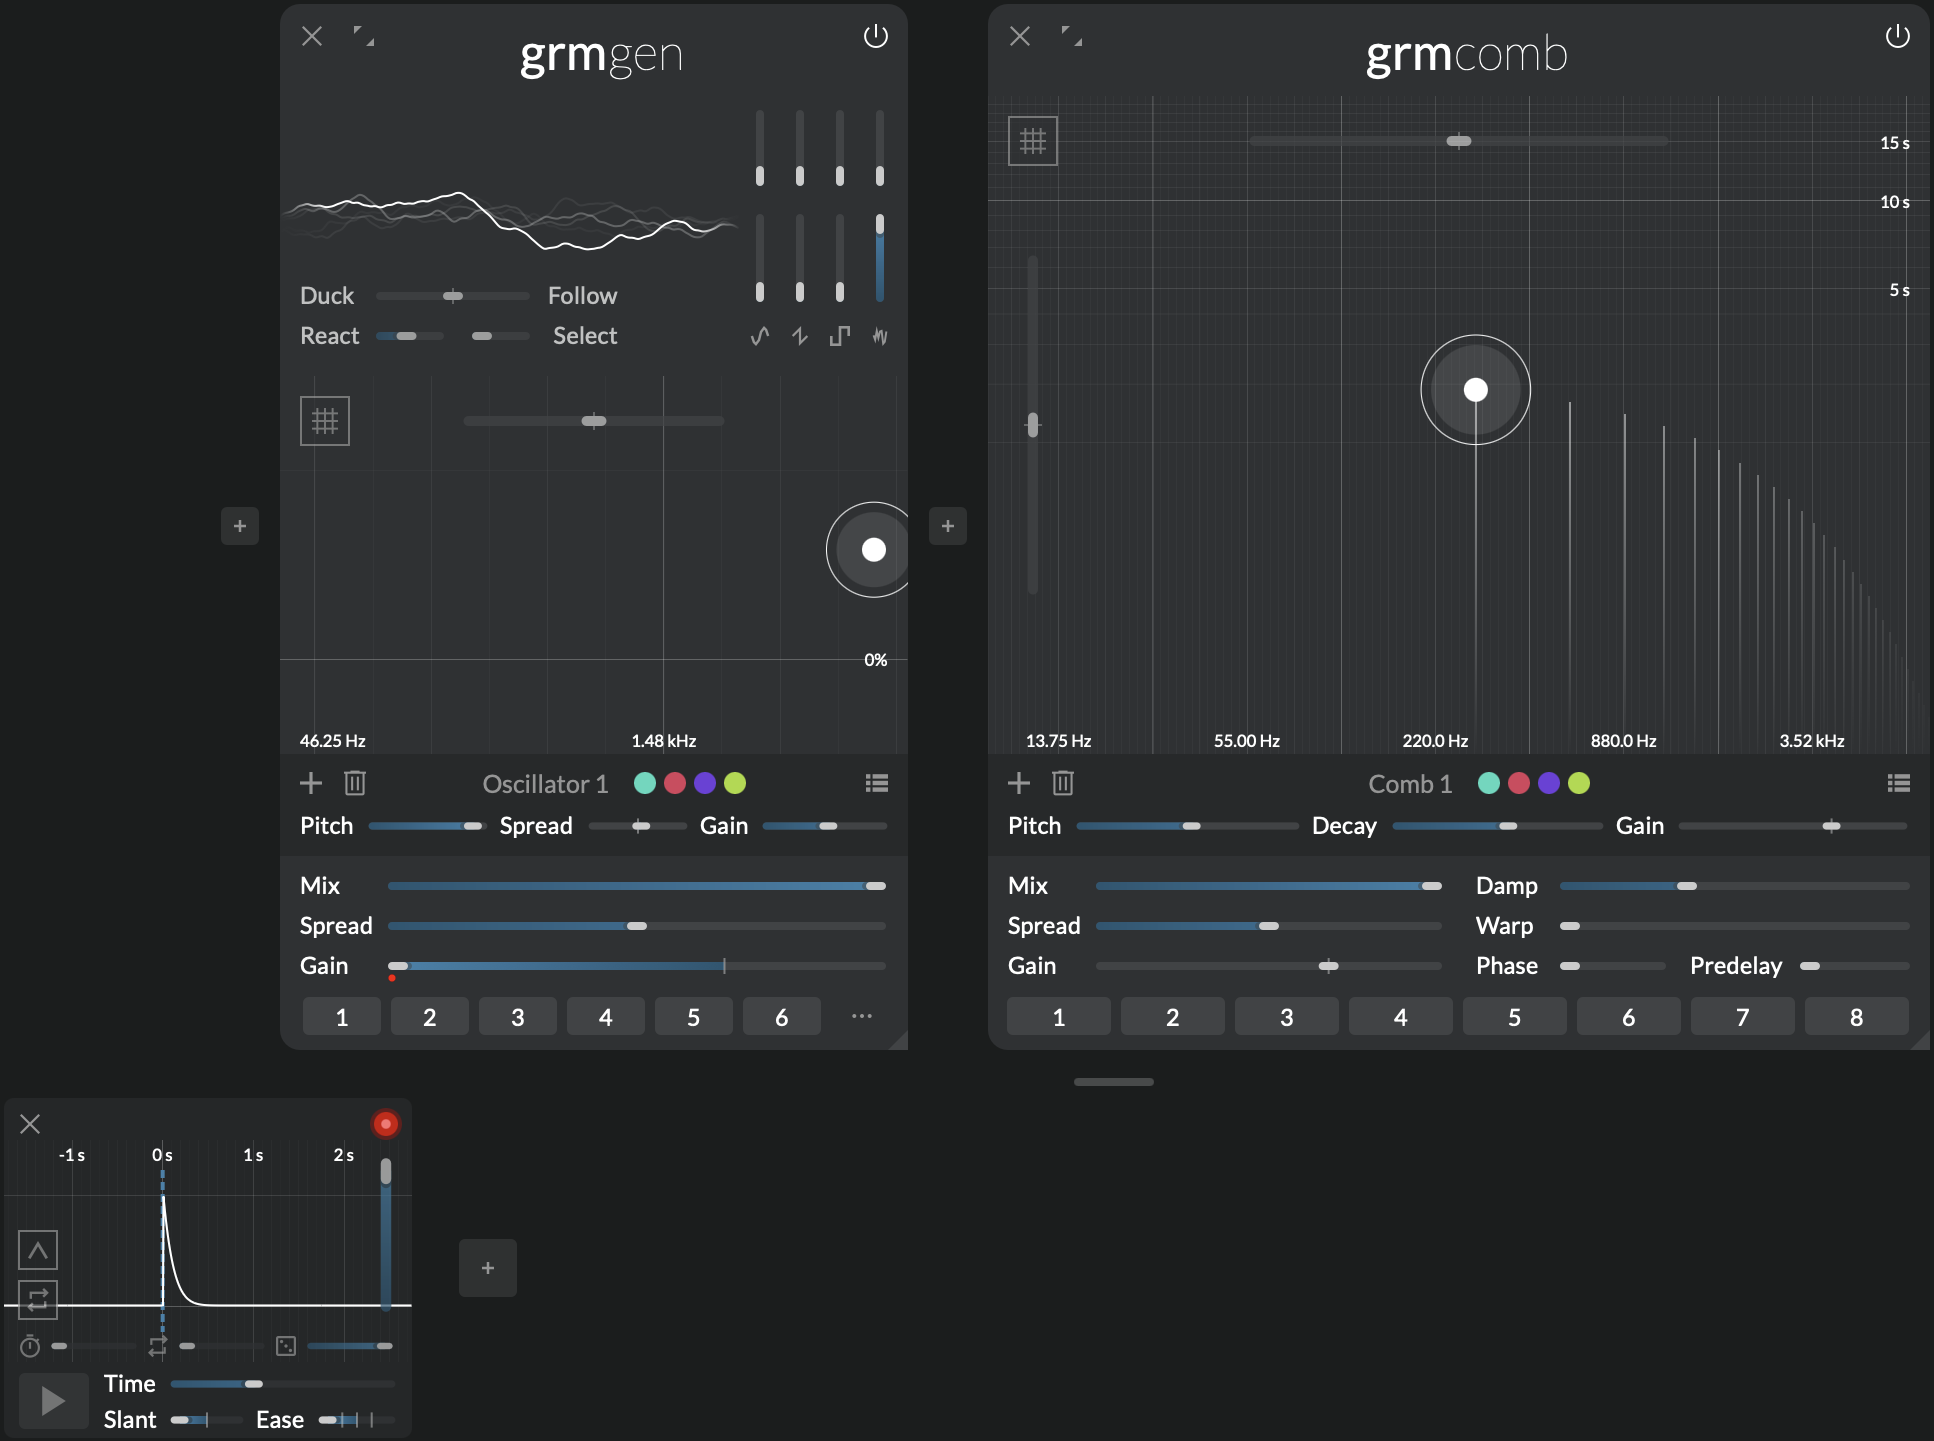 grmgen
Duck Follow
React Select
0%
46.25 Hz 1.48 kHz
Oscillator 1
Pitch Spread Gain
Mix
Spread
Gain
1 2 3 4 5 6 ...
grmcomb
15 s
10 s
5 s
13.75 Hz 55.00 Hz 220.0 Hz 880.0 Hz 3.52 kHz
Comb 1
Pitch Decay Gain
Mix Damp
Spread Warp
Gain Phase Predelay
1 2 3 4 5 6 7 8
-1 s 0 s 1 s 2 s
Time
Slant Ease